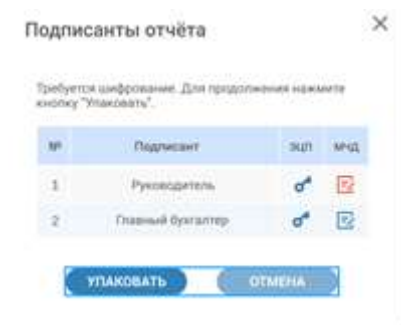 Подписанты отчёта
Требуется шифрование. Для продолжения нажмите
кнопку "Упаковать".
№ Подписант ЭЦП МЧД
1 Руководитель
2 Главный бухгалтер
УПАКОВАТЬ ОТМЕНА